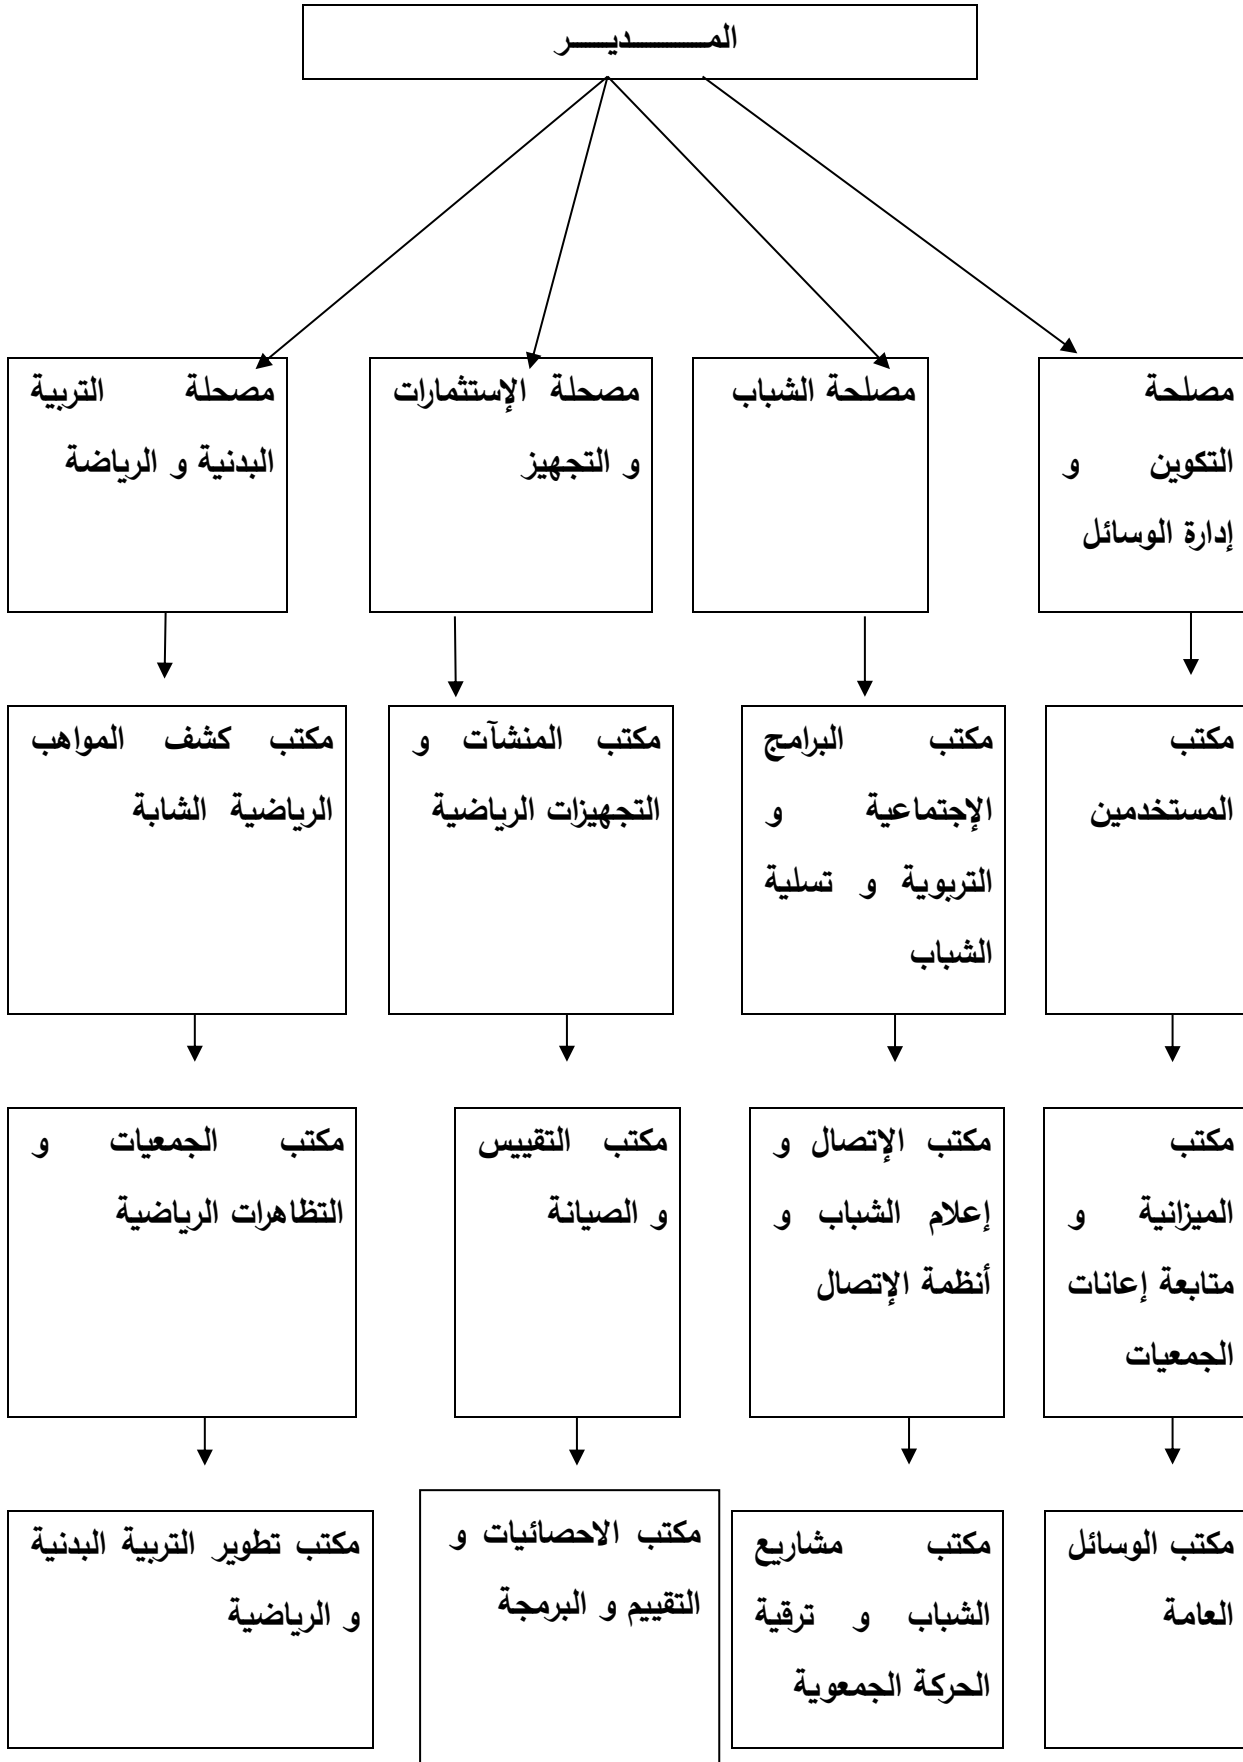 المـــــــــديـــــــر
مصلحة
التكوين و
إدارة الوسائل
مصلحة الشباب
مصحلة الإستثمارات
و التجهيز
مصحلة التربية
البدنية و الرياضة
مكتب
المستخدمين
مكتب البرامج
الإجتماعية و
التربوية و تسلية
الشباب
مكتب المنشآت و
التجهيزات الرياضية
مكتب كشف المواهب
الرياضية الشابة
مكتب
الميزانية و
متابعة إعانات
الجمعيات
مكتب الإتصال و
إعلام الشباب و
أنظمة الإتصال
مكتب التقييس
و الصيانة
مكتب الجمعيات و
التظاهرات الرياضية
مكتب الوسائل
العامة
مكتب مشاريع
الشباب و ترقية
الحركة الجمعوية
مكتب الاحصائيات و
التقييم و البرمجة
مكتب تطوير التربية البدنية
و الرياضية